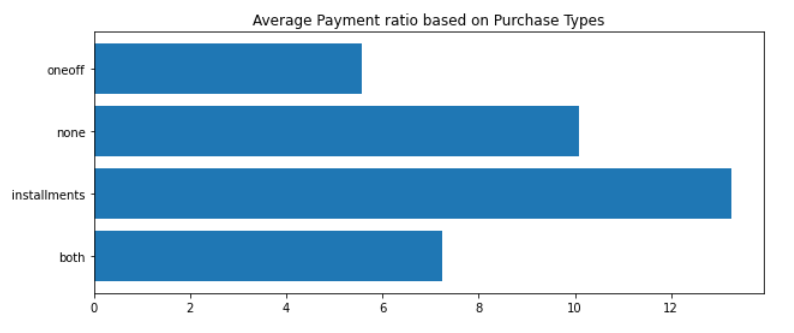 Average Payment ratio based on Purchase Types
oneoff
none
installments
both
0 2 4 6 8 10 12